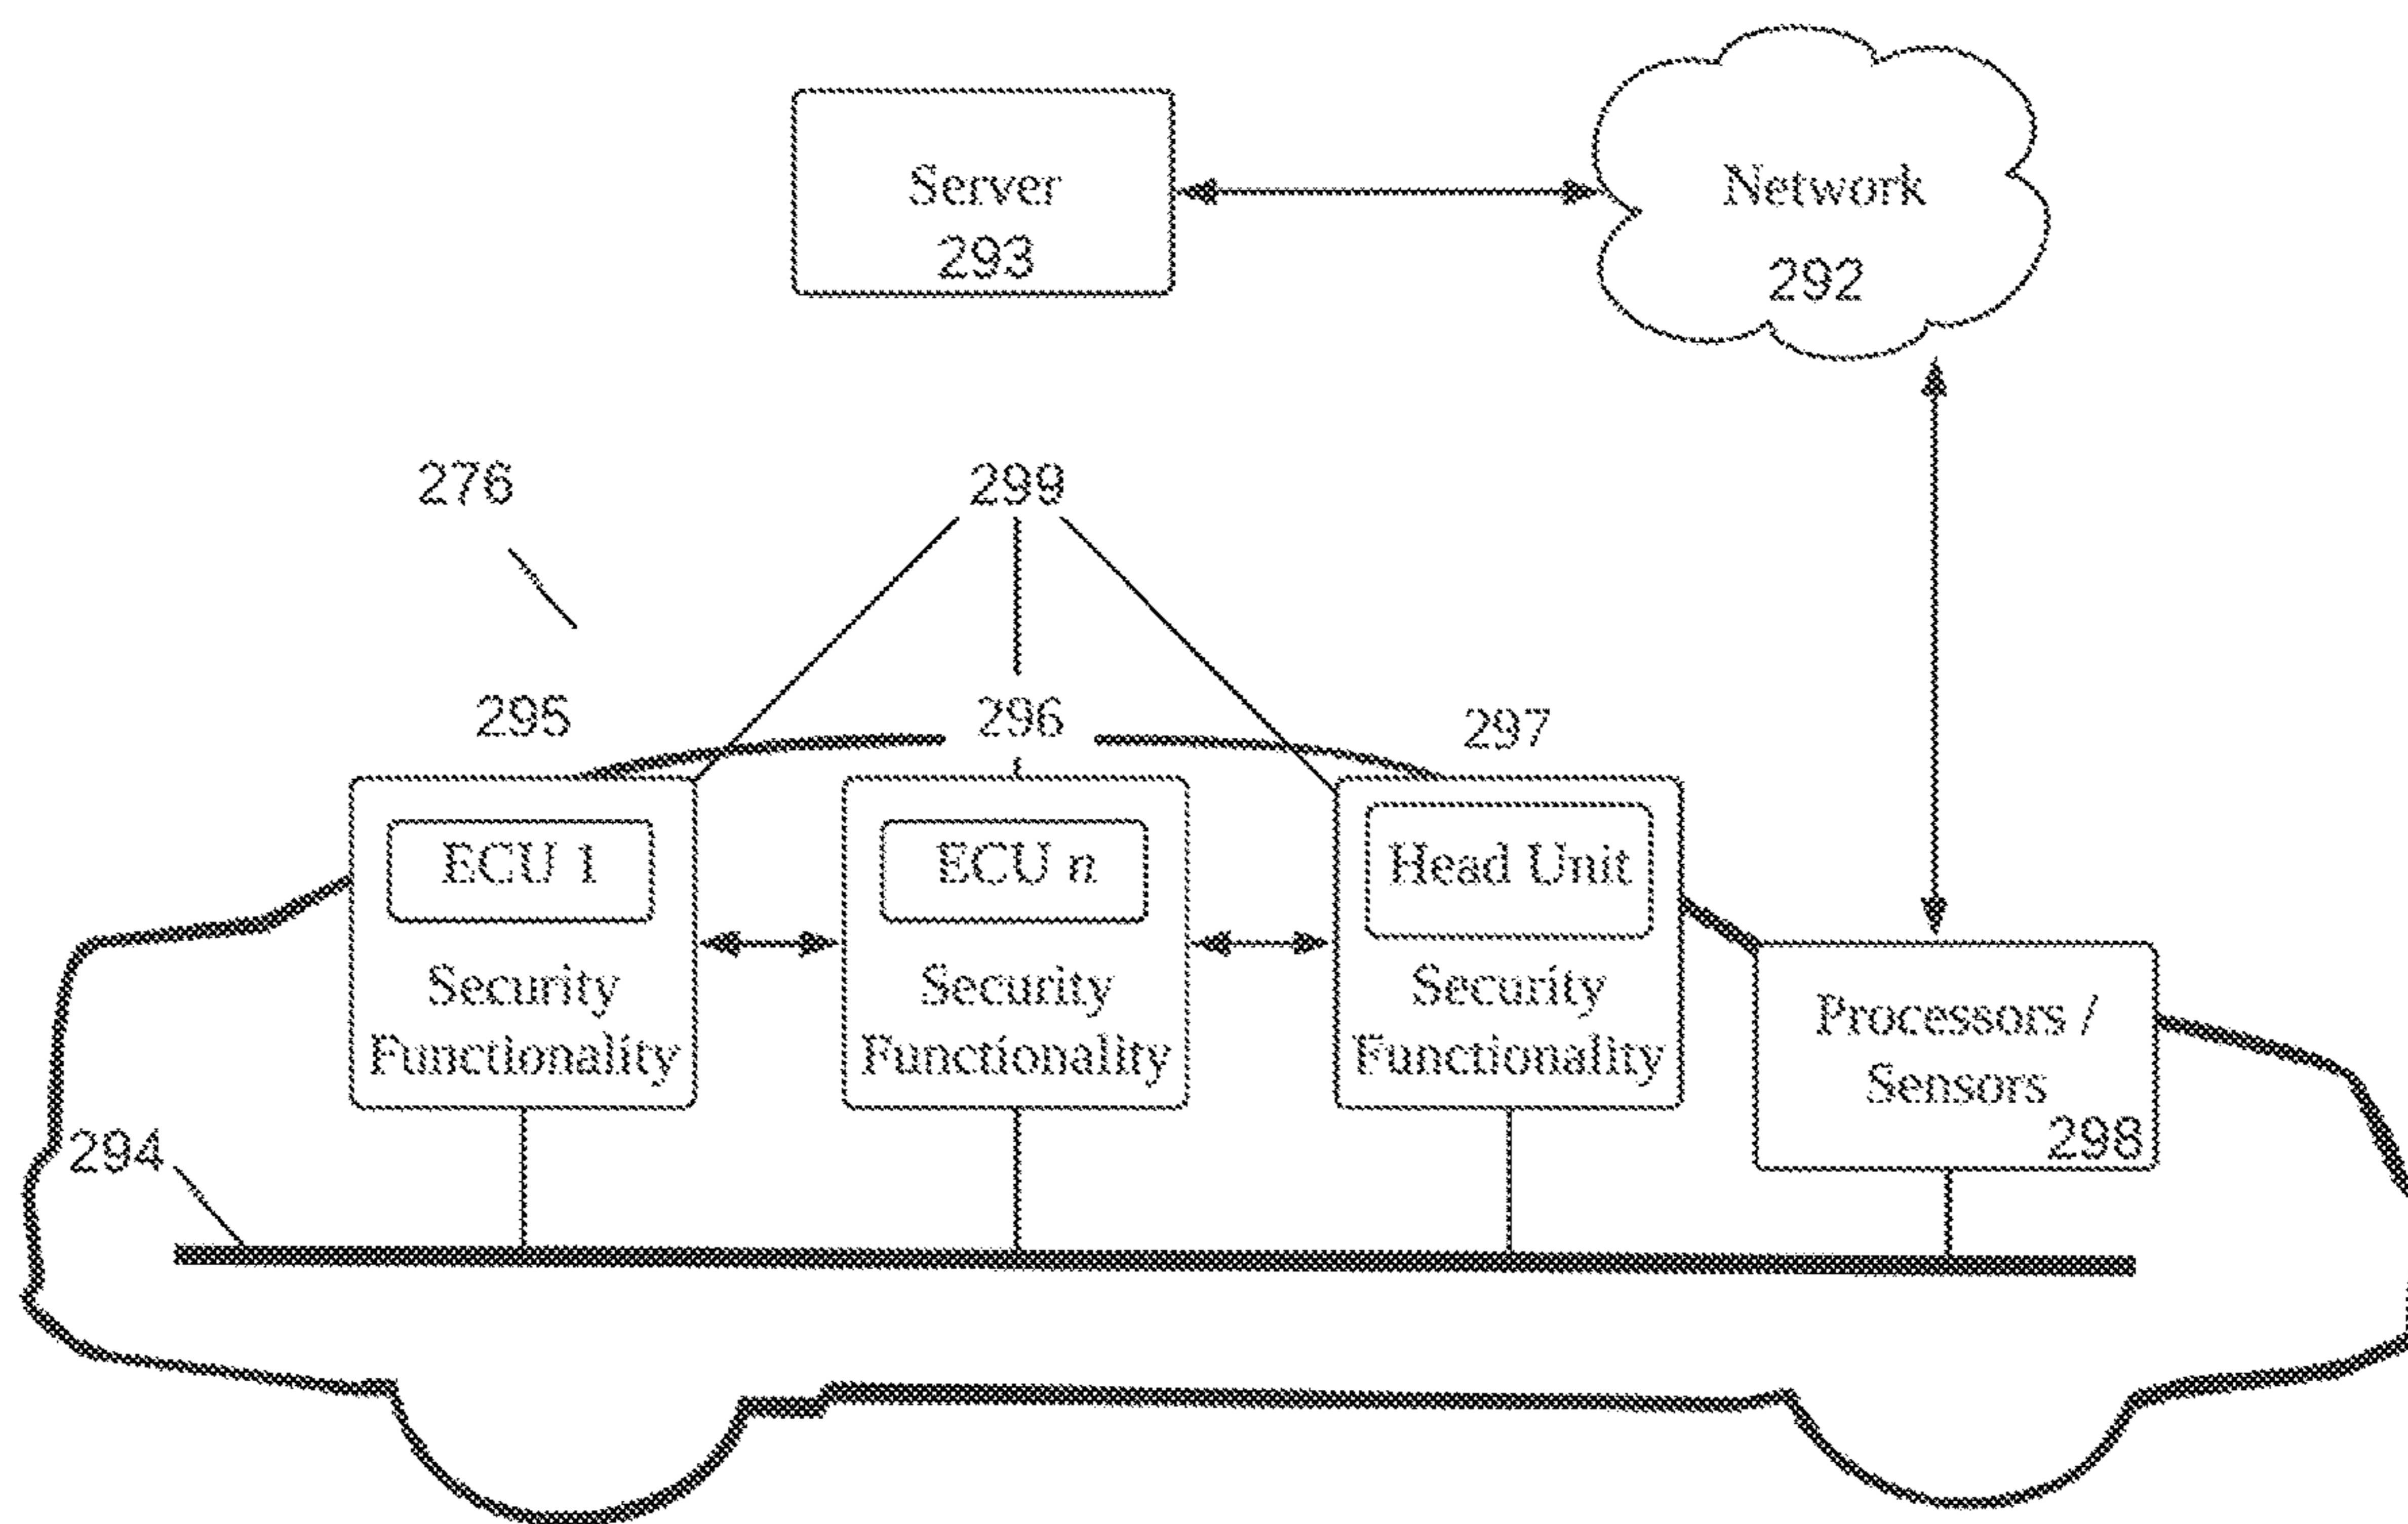 Server
293
Network
292
276
299
295
296
297
ECU 1
Security
Functionality
ECU n
Security
Functionality
Head Unit
Security
Functionality
Processors /
Sensors
298
294